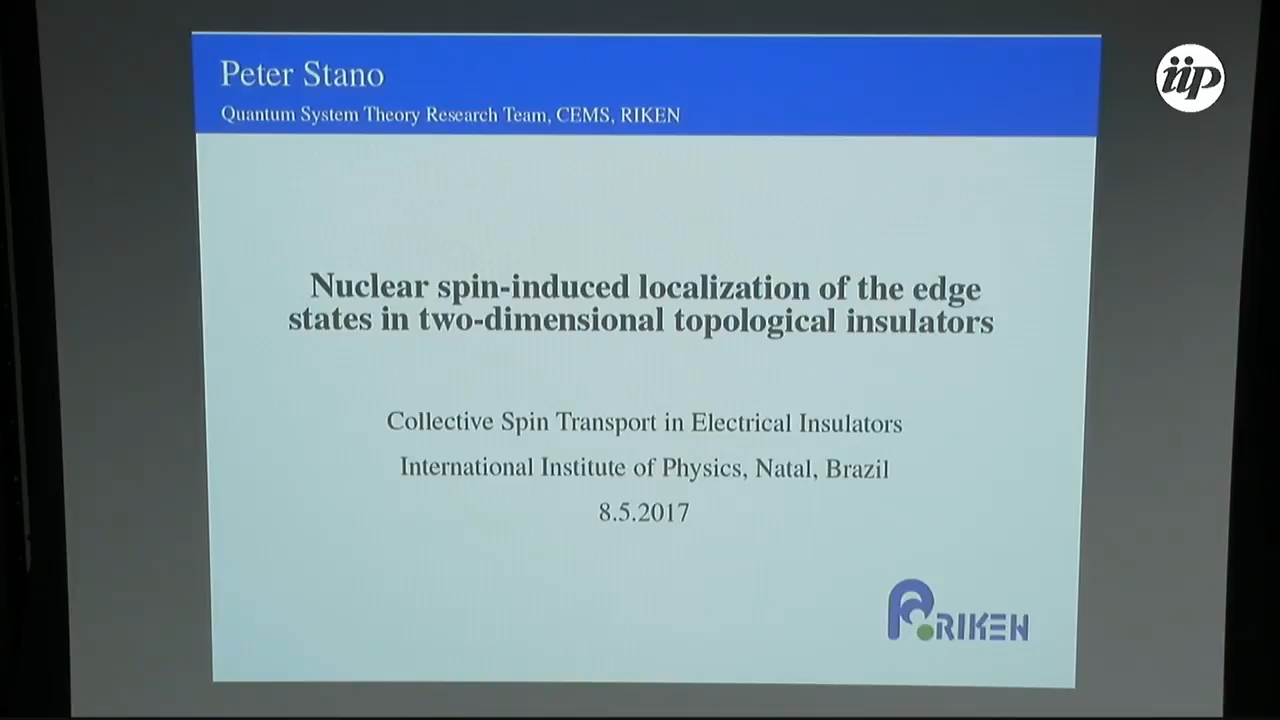 Peter Stano
Quantum System Theory Research Team, CEMS, RIKEN
iip
Nuclear spin-induced localization of the edge
states in two-dimensional topological insulators
Collective Spin Transport in Electrical Insulators
International Institute of Physics, Natal, Brazil
8.5.2017
RIKEN